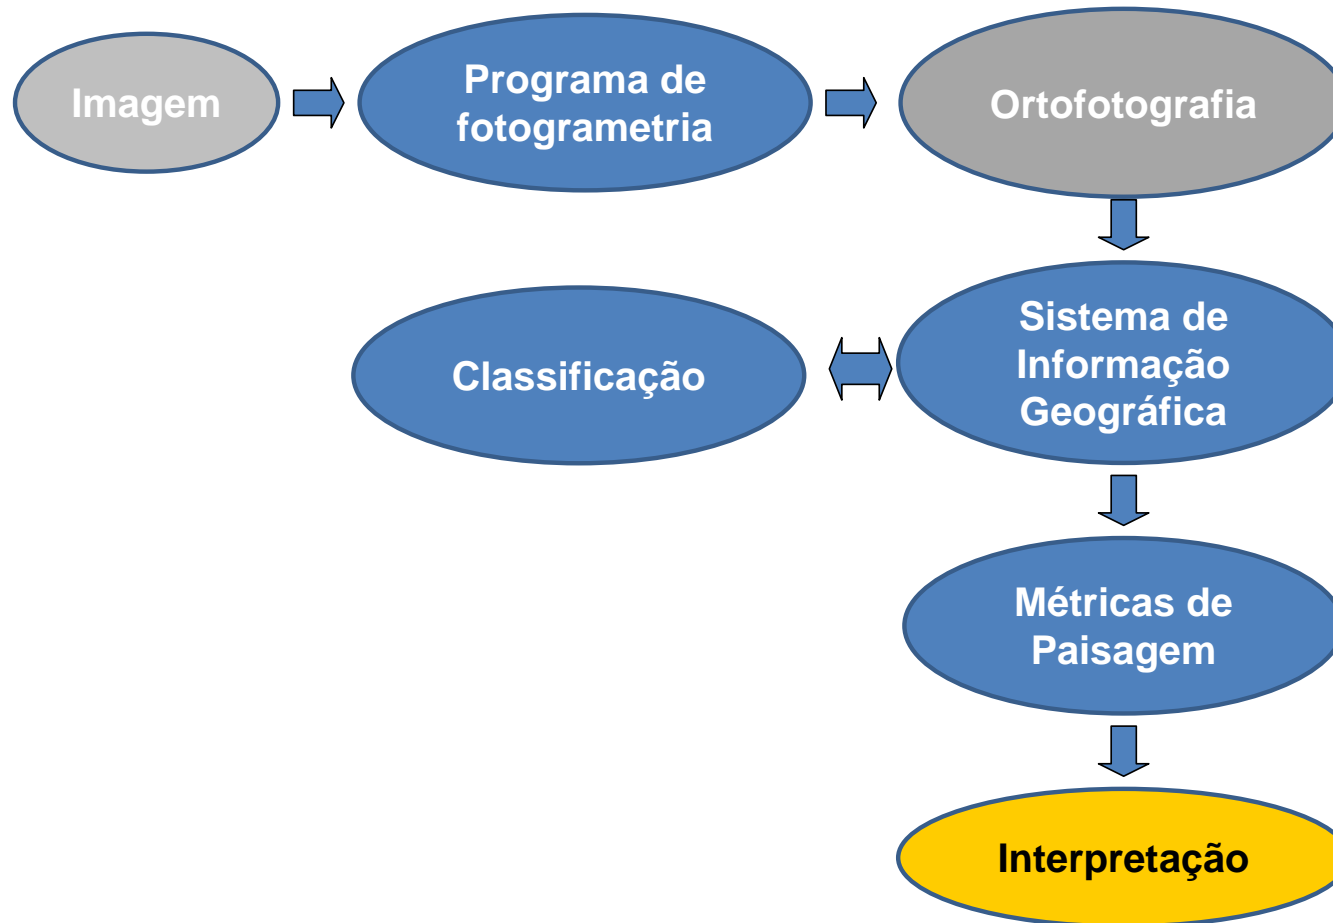 Imagem
Programa de
fotogrametria
Ortofotografia
Classificação
Sistema de
Informação
Geográfica
Métricas de
Paisagem
Interpretação